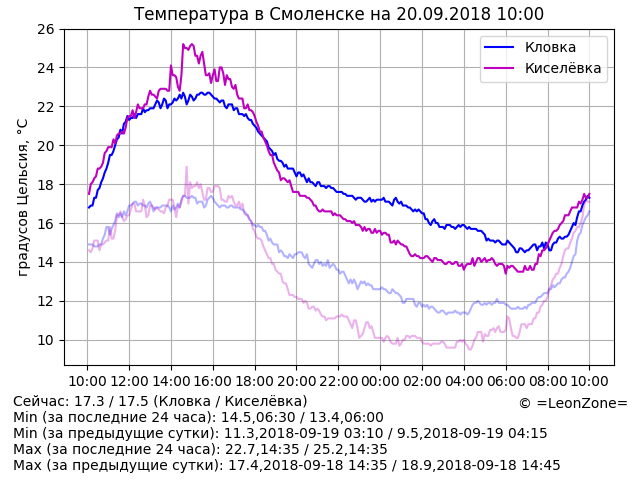 Температура в Смоленске на 20.09.2018 10:00
градусов Цельсия, °C
26
24
22
20
18
16
14
12
10
Кловка
Киселёвка
10:00 12:00 14:00 16:00 18:00 20:00 22:00 00:00 02:00 04:00 06:00 08:00 10:00
Сейчас: 17.3 / 17.5 (Кловка / Киселёвка)
© =LeonZone=
Min (за последние 24 часа): 14.5,06:30 / 13.4,06:00
Min (за предыдущие сутки): 11.3,2018-09-19 03:10 / 9.5,2018-09-19 04:15
Max (за последние 24 часа): 22.7,14:35 / 25.2,14:35
Max (за предыдущие сутки): 17.4,2018-09-18 14:35 / 18.9,2018-09-18 14:45